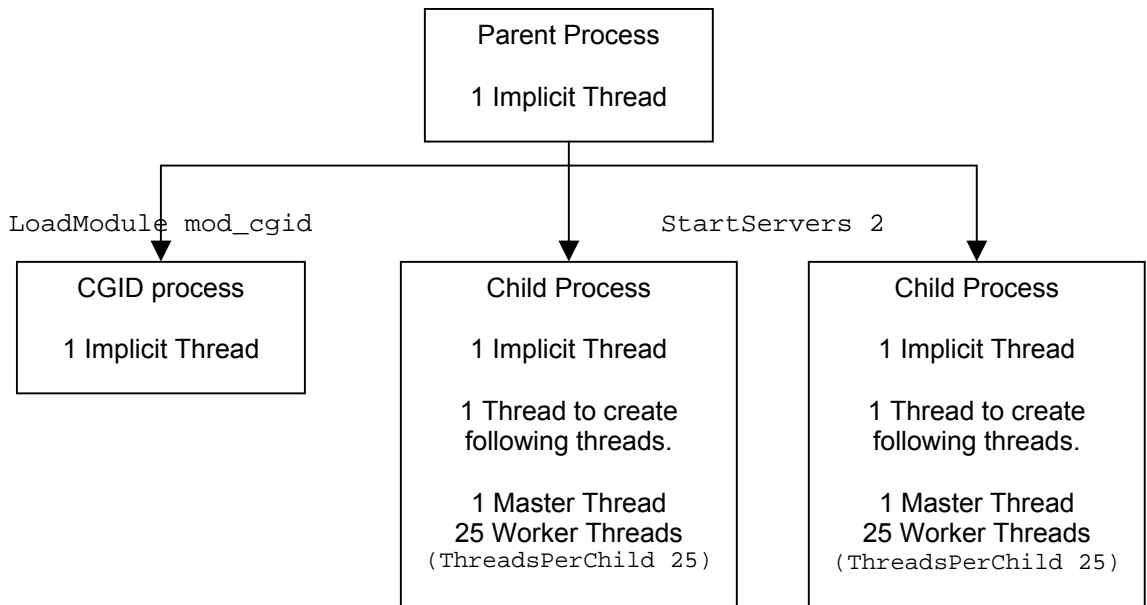 Parent Process
1 Implicit Thread
LoadModule mod_cgid
StartServers 2
CGID process
1 Implicit Thread
Child Process
1 Implicit Thread
1 Thread to create
following threads.
1 Master Thread
25 Worker Threads
(ThreadsPerChild 25)
Child Process
1 Implicit Thread
1 Thread to create
following threads.
1 Master Thread
25 Worker Threads
(ThreadsPerChild 25)